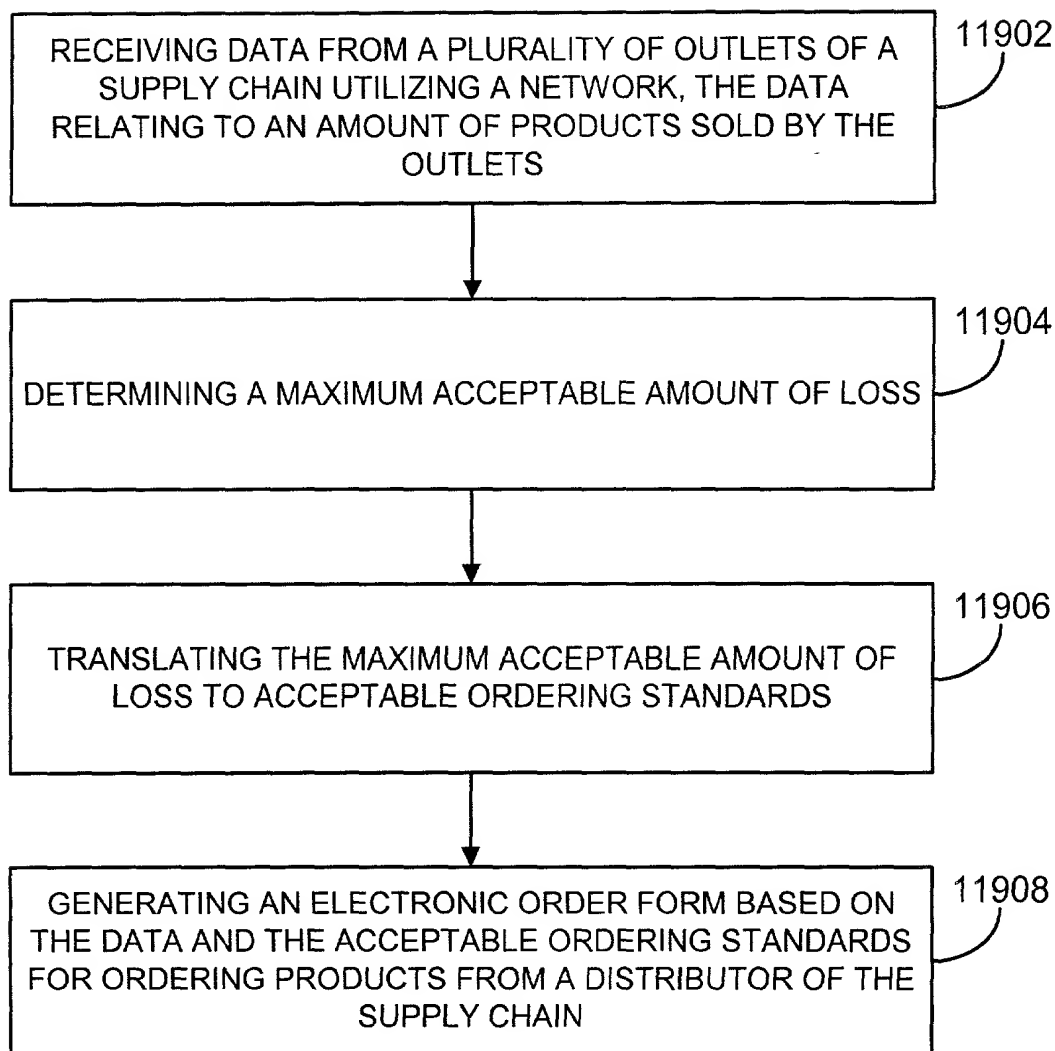 RECEIVING DATA FROM A PLURALITY OF OUTLETS OF A
SUPPLY CHAIN UTILIZING A NETWORK, THE DATA
RELATING TO AN AMOUNT OF PRODUCTS SOLD BY THE
OUTLETS
11902
DETERMINING A MAXIMUM ACCEPTABLE AMOUNT OF LOSS
11904
TRANSLATING THE MAXIMUM ACCEPTABLE AMOUNT OF
LOSS TO ACCEPTABLE ORDERING STANDARDS
11906
GENERATING AN ELECTRONIC ORDER FORM BASED ON
THE DATA AND THE ACCEPTABLE ORDERING STANDARDS
FOR ORDERING PRODUCTS FROM A DISTRIBUTOR OF THE
SUPPLY CHAIN
11908